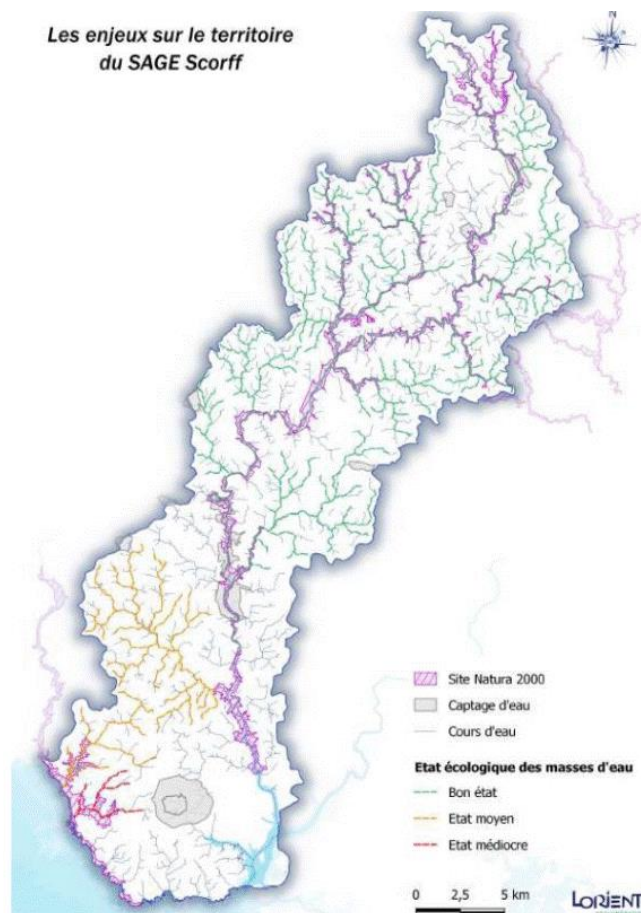 Les enjeux sur le territoire
du SAGE Scorff
Site Natura 2000
Captage d'eau
Cours d'eau
Etat écologique des masses d'eau
Bon état
Etat moyen
Etat médiocre
0 2,5 5 km
LORIENT